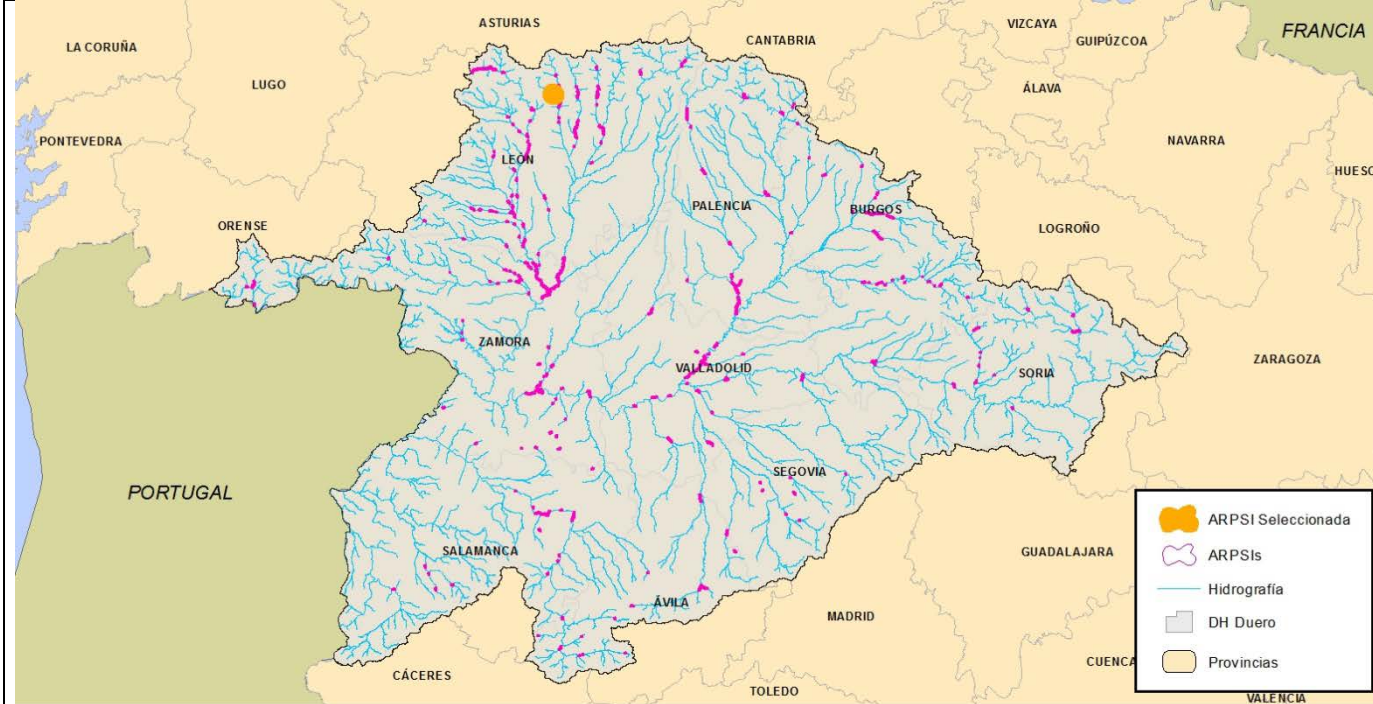 ASTURIAS
VIZCAYA
GUIPÚZCOA
FRANCIA
CANTABRIA
LA CORUÑA
LUGO
ÁLAVA
PONTEVEDRA
NAVARRA
LEÓN
HUESC
PALENCIA
BURGOS
ORENSE
LOGROÑO
ZAMORA
VALLADOLID
SORIA
ZARAGOZA
SEGOVIA
PORTUGAL
SALAMANCA
GUADALAJARA
ÁVILA
MADRID
CÁCERES
CUENCA
TOLEDO
VALENCIA
ARPSI Seleccionada
ARPSIs
Hidrografía
DH Duero
Provincias